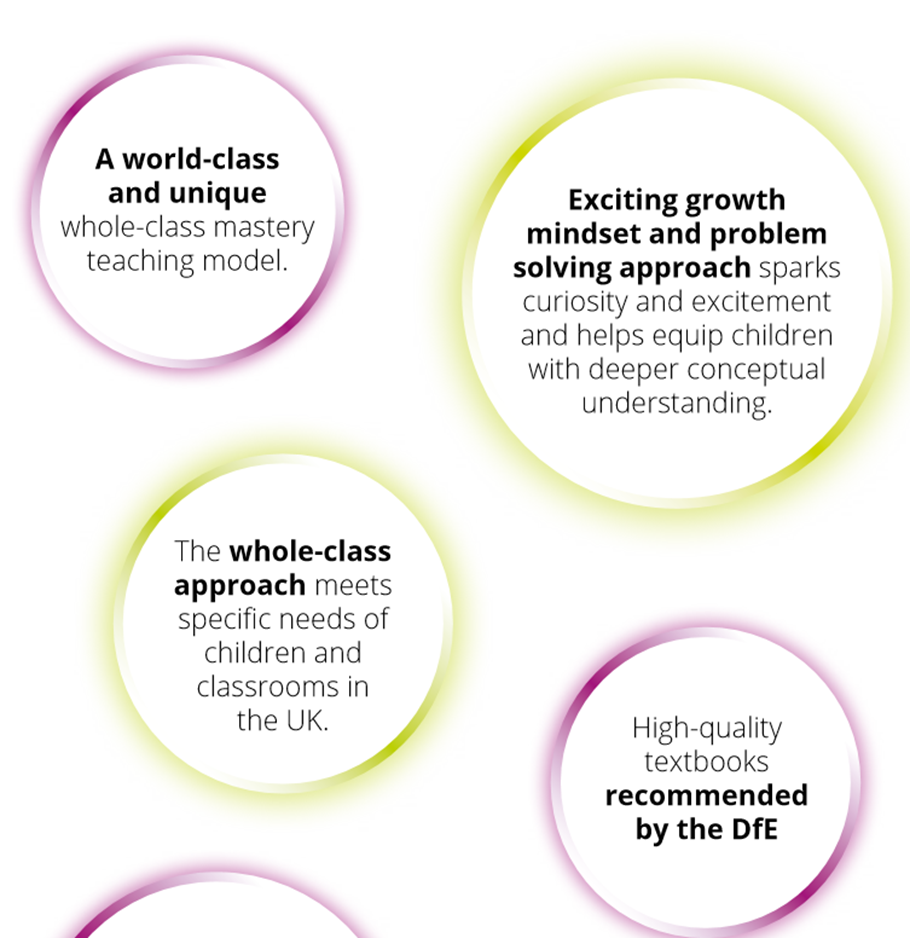 A world-class
and unique
whole-class mastery
teaching model.
Exciting growth
mindset and problem
solving approach sparks
curiosity and excitement
and helps equip children
with deeper conceptual
understanding.
The whole-class
approach meets
specific needs of
children and
classrooms in
the UK.
High-quality
textbooks
recommended
by the DfE